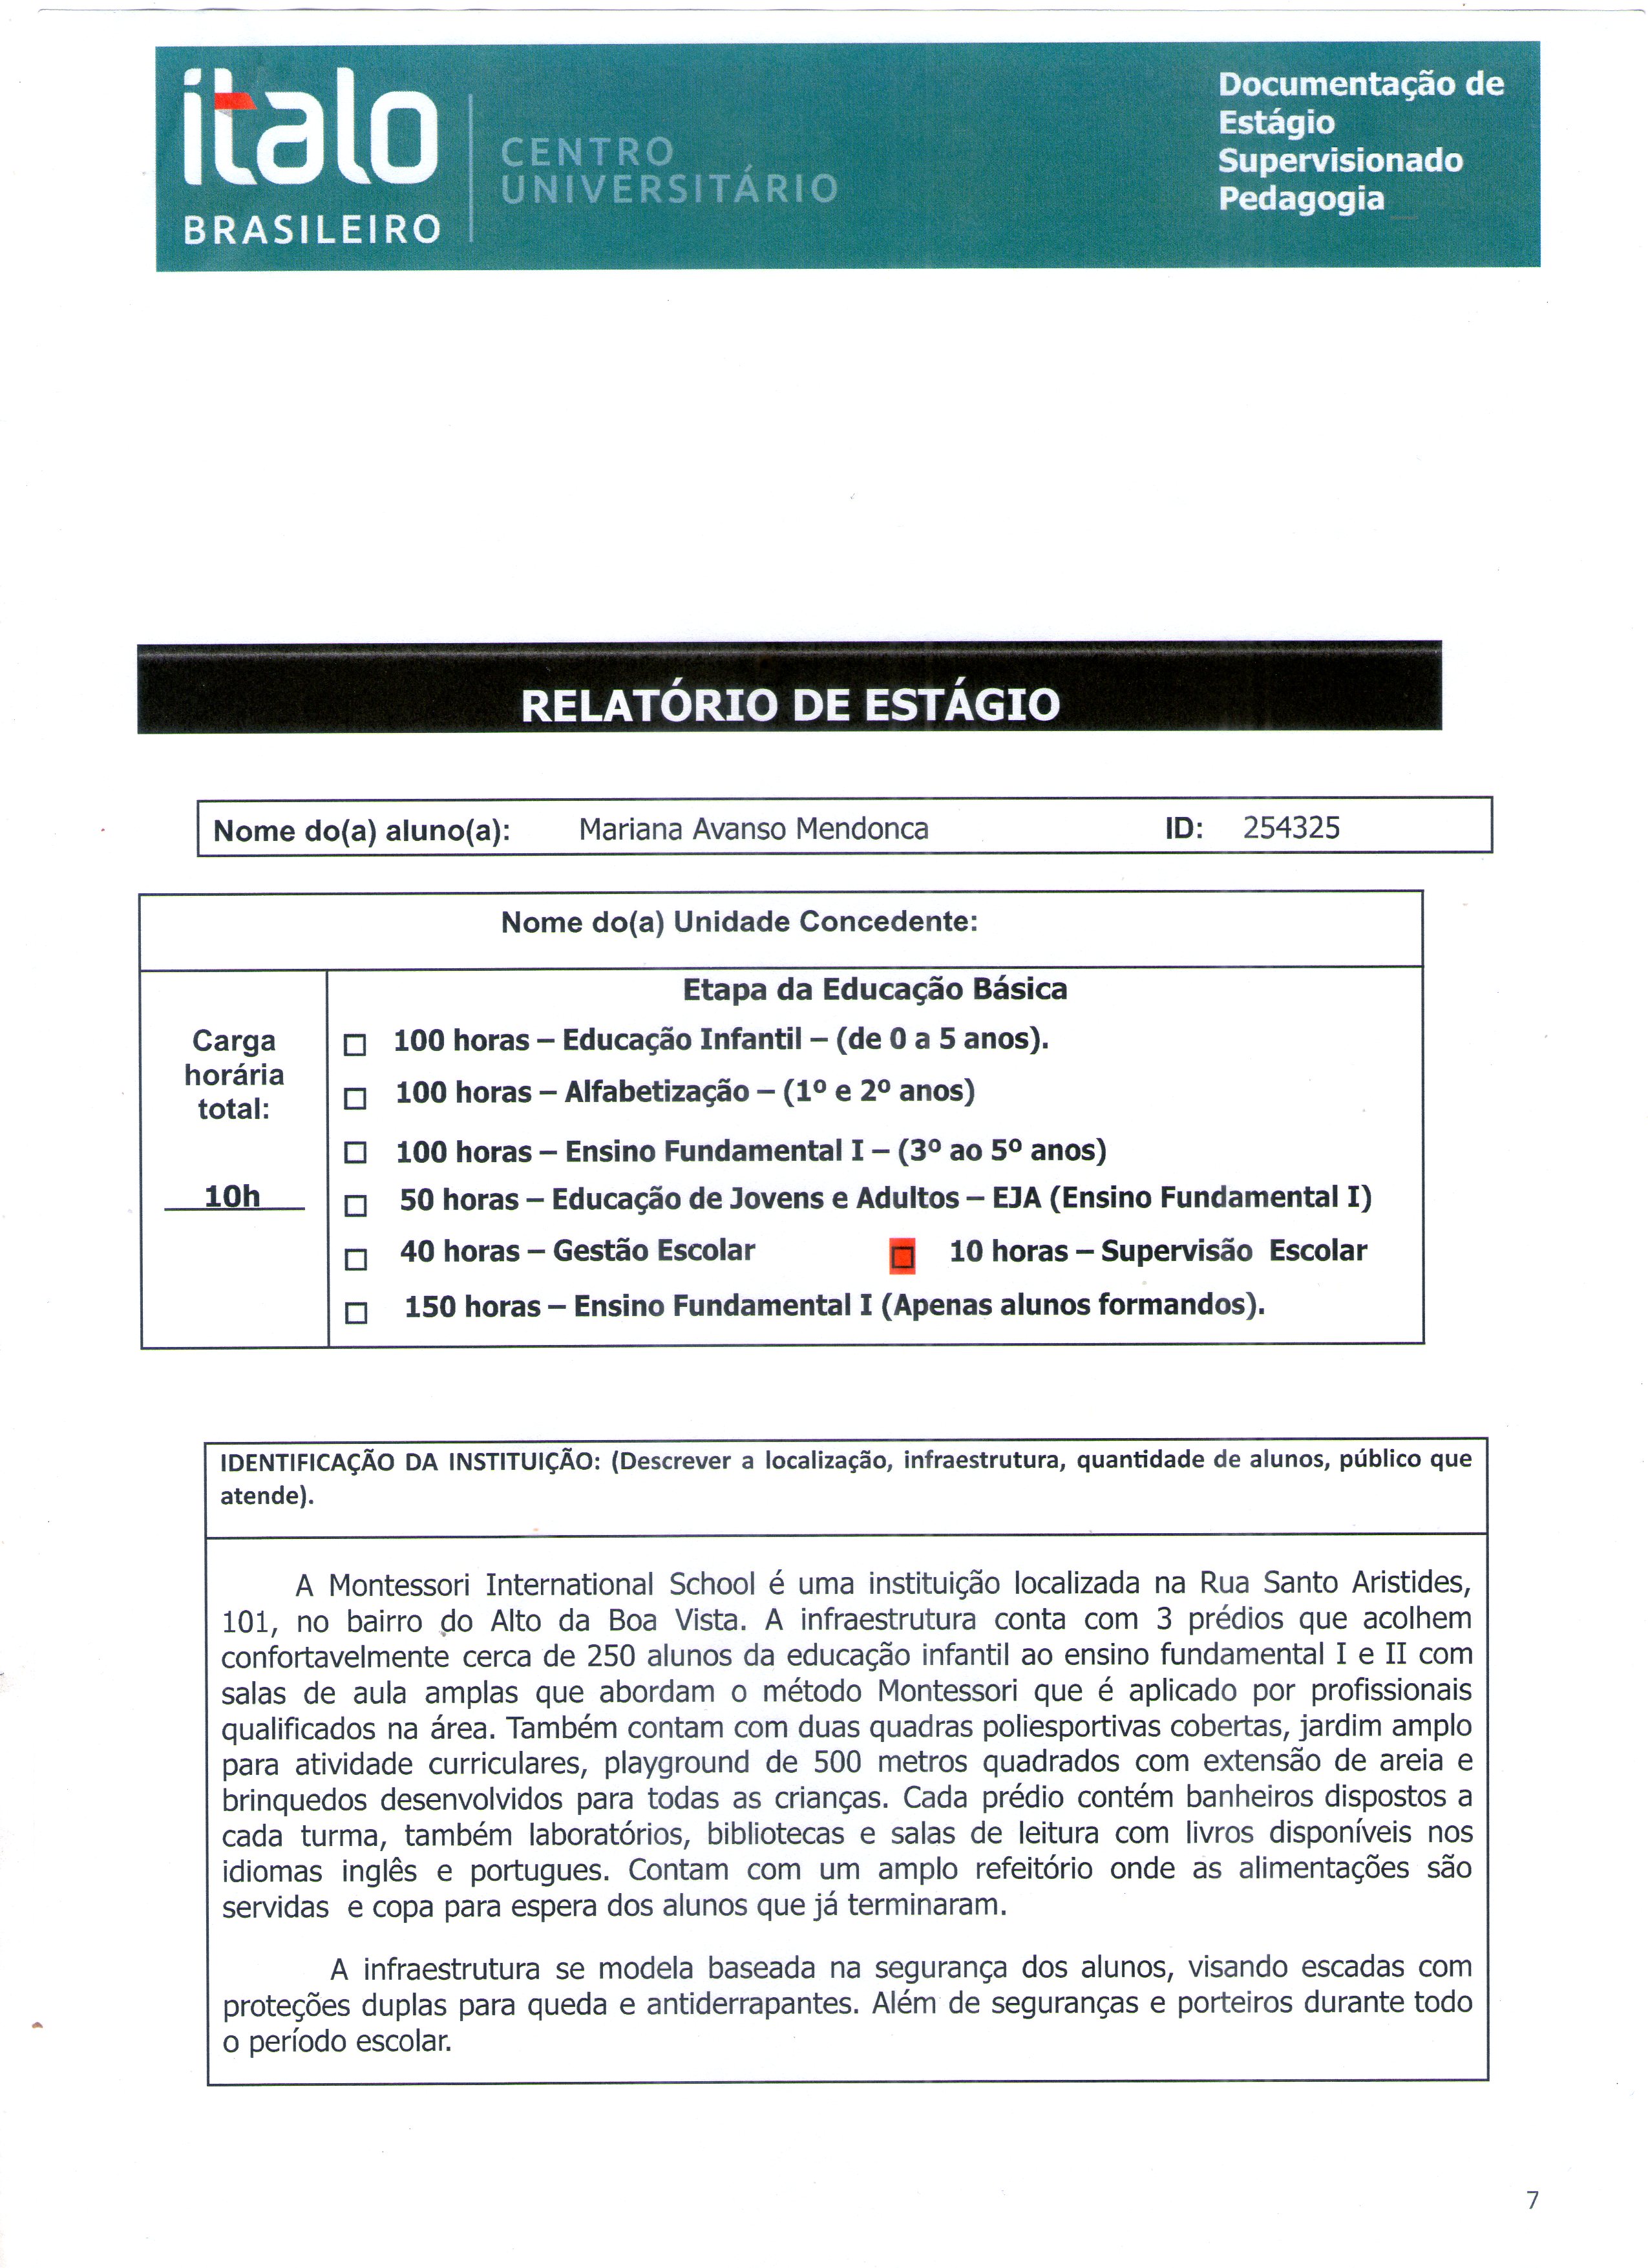 ítalo
BRASILEIRO
CENTRO
UNIVERSITÁRIO
Documentação de
Estágio
Supervisionado
Pedagogia
RELATÓRIO DE ESTÁGIO
Nome do(a) aluno(a): Mariana Avanso Mendonca ID: 254325
Nome do(a) Unidade Concedente:
Carga
horária
total:
10h
Etapa da Educação Básica
□ 100 horas – Educação Infantil – (de 0 a 5 anos).
□ 100 horas – Alfabetização – (1º e 2º anos)
□ 100 horas – Ensino Fundamental I – (3º ao 5º anos)
□ 50 horas – Educação de Jovens e Adultos – EJA (Ensino Fundamental I)
□ 40 horas – Gestão Escolar □ 10 horas – Supervisão Escolar
□ 150 horas – Ensino Fundamental I (Apenas alunos formandos).
IDENTIFICAÇÃO DA INSTITUIÇÃO: (Descrever a localização, infraestrutura, quantidade de alunos, público que
atende).
A Montessori International School é uma instituição localizada na Rua Santo Aristides,
101, no bairro do Alto da Boa Vista. A infraestrutura conta com 3 prédios que acolhem
confortavelmente cerca de 250 alunos da educação infantil ao ensino fundamental I e II com
salas de aula amplas que abordam o método Montessori que é aplicado por profissionais
qualificados na área. Também contam com duas quadras poliesportivas cobertas, jardim amplo
para atividade curriculares, playground de 500 metros quadrados com extensão de areia e
brinquedos desenvolvidos para todas as crianças. Cada prédio contém banheiros dispostos a
cada turma, também laboratórios, bibliotecas e salas de leitura com livros disponíveis nos
idiomas inglês e portugues. Contam com um amplo refeitório onde as alimentações são
servidas e copa para espera dos alunos que já terminaram.
A infraestrutura se modela baseada na segurança dos alunos, visando escadas com
proteções duplas para queda e antiderrapantes. Além de seguranças e porteiros durante todo
o período escolar.
7